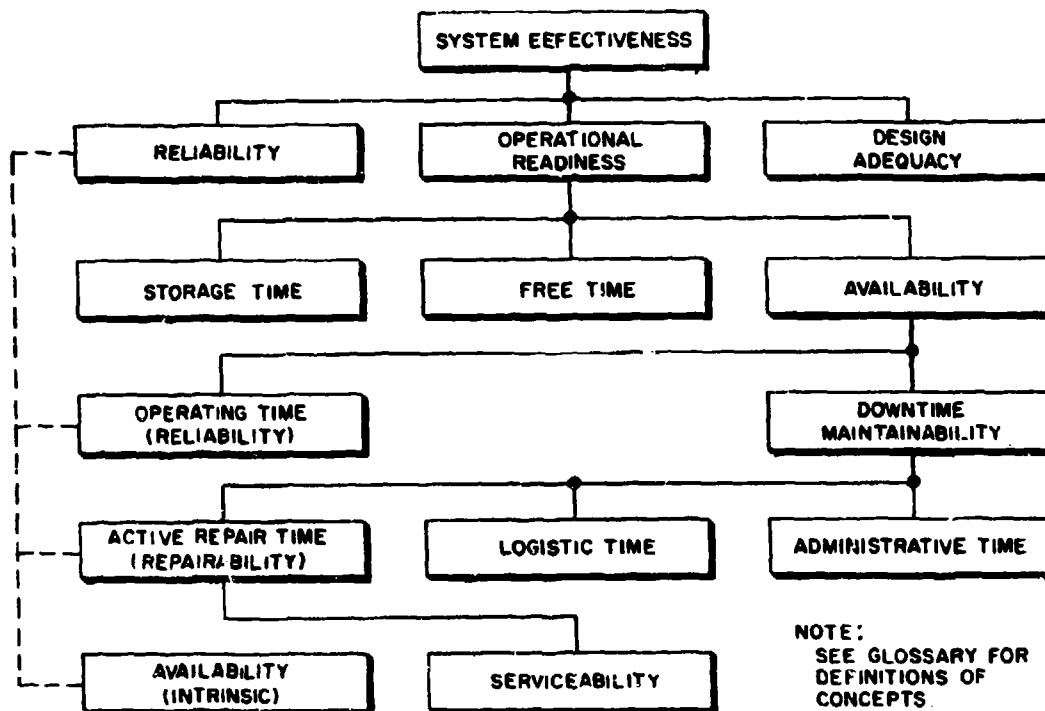 SYSTEM EEFECTIVENESS
RELIABILITY
OPERATIONAL
READINESS
DESIGN
ADEQUACY
STORAGE TIME
FREE TIME
AVAILABILITY
OPERATING TIME
(RELIABILITY)
DOWNTIME
MAINTAINABILITY
ACTIVE REPAIR TIME
(REPAIRABILITY)
LOGISTIC TIME
ADMINISTRATIVE TIME
AVAILABILITY
(INTRINSIC)
SERVICEABILITY
NOTE:
SEE GLOSSARY FOR
DEFINITIONS OF
CONCEPTS